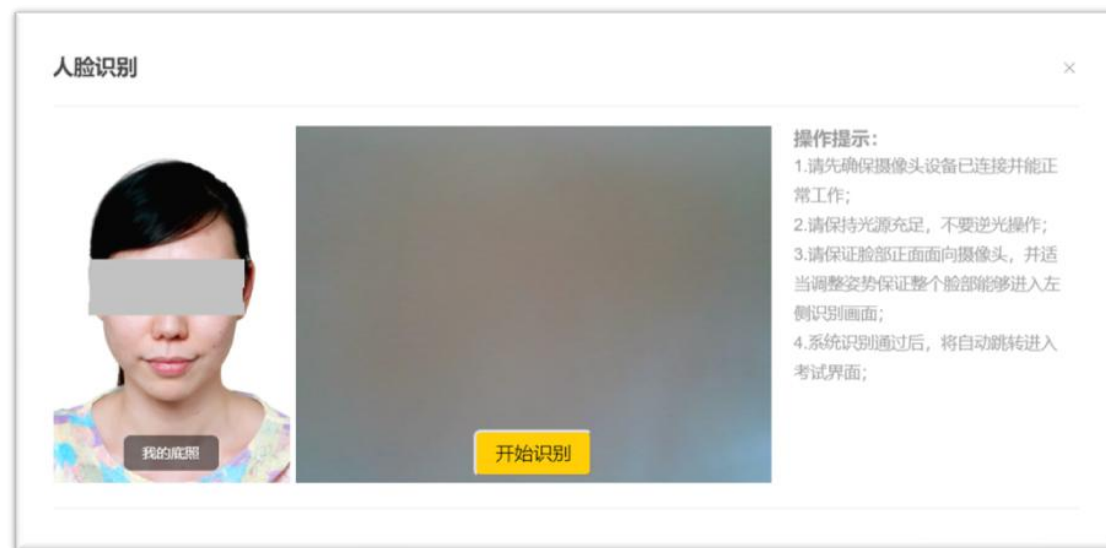 人脸识别
×
我的底照
开始识别
操作提示：
1.请先确保摄像头设备已连接并能正
常工作；
2.请保持光源充足，不要逆光操作；
3.请保证脸部正面面向摄像头，并适
当调整姿势保证整个脸部能够进入左
侧识别画面；
4.系统识别通过后，将自动跳转进入
考试界面；